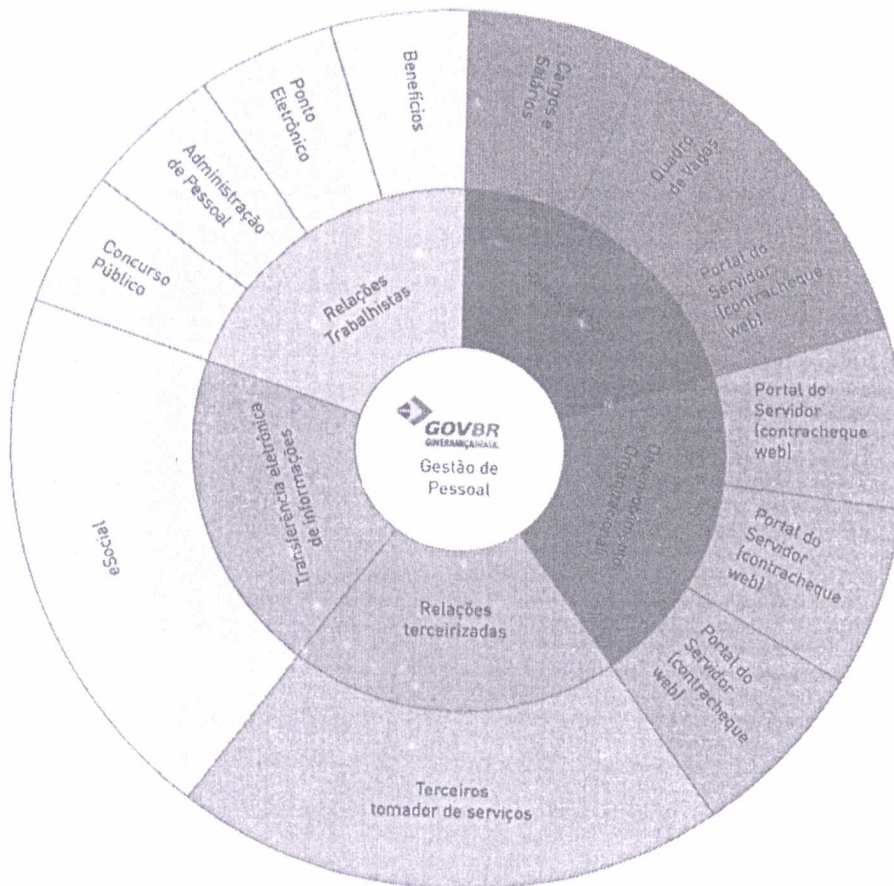 Benefícios
Cargos e
Salários
Quadro
de Vagas
Portal do
Servidor
(contracheque
web)
Portal do
Servidor
(contracheque
web)
Portal do
Servidor
(contracheque
web)
Portal do
Servidor
(contracheque
web)
Terceiros
tomador de serviços
eSocial
Concurso
Público
Administração
de Pessoal
Ponto
Eletrônico
Relações
Trabalhistas
Desenvolvimento
Organizacional
Relações
terceirizadas
Transferência eletrônica
de informações
GOVBR
GOVERNANÇABRASIL
Gestão de
Pessoal